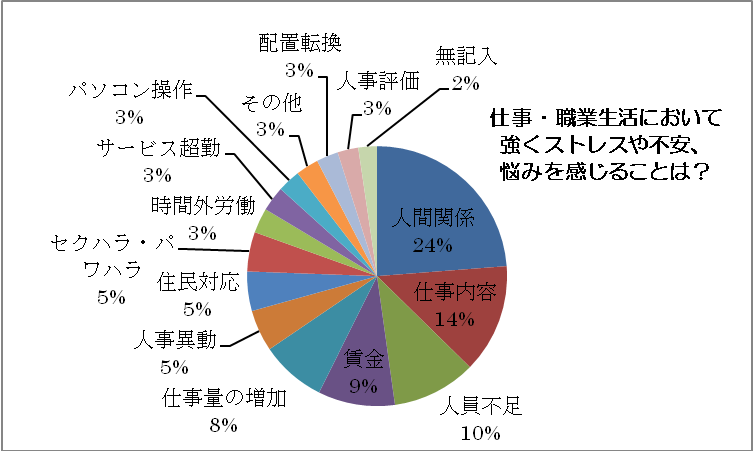 仕事・職業生活において
強くストレスや不安、
悩みを感じることは？
人間関係
24%
仕事内容
14%
人員不足
10%
賃金
9%
仕事量の増加
8%
人事異動
5%
住民対応
5%
セクハラ・パ
ワハラ
5%
時間外労働
3%
サービス超勤
3%
パソコン操作
3%
その他
3%
配置転換
3%
人事評価
3%
無記入
2%